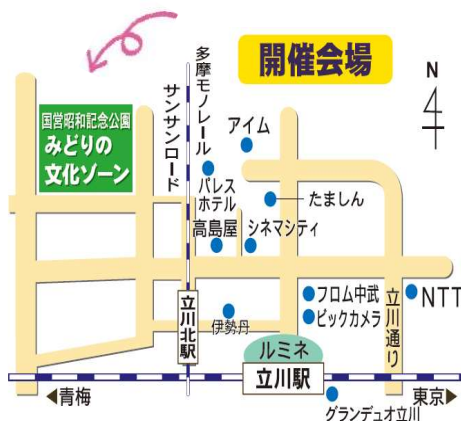 開催会場
N
国営昭和記念公園
みどりの
文化ゾーン
サンサンロード
多摩モノレール
アイム
パレス
ホテル
たましん
高島屋
シネマシティ
立川北駅
伊勢丹
フロム中武
ビックカメラ
立川通り
NTT
ルミネ
立川駅
◀青梅
東京▶
グランデュオ立川